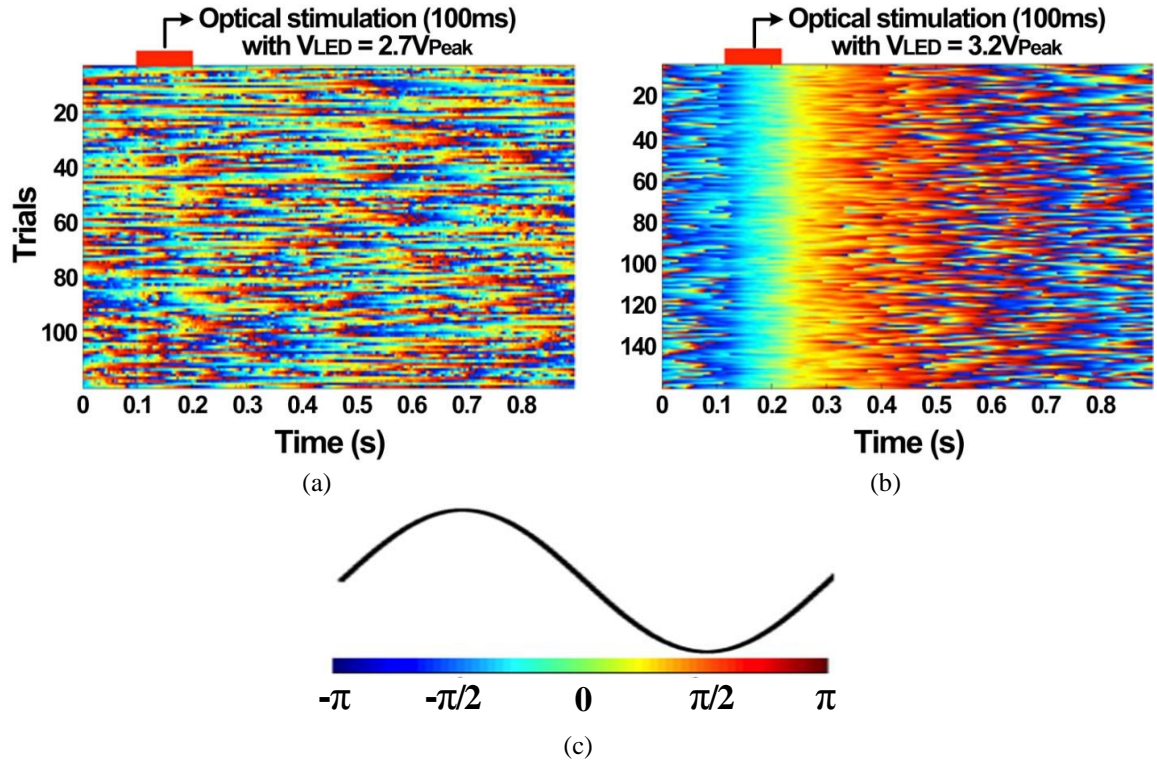 Optical stimulation (100ms)
with VLED = 2.7VPeak
Trials
20
40
60
80
100
0 0.1 0.2 0.3 0.4 0.5 0.6 0.7 0.8
Time (s)
(a)
Optical stimulation (100ms)
with VLED = 3.2VPeak
20
40
60
80
100
120
140
0 0.1 0.2 0.3 0.4 0.5 0.6 0.7 0.8
Time (s)
(b)
-π -π/2 0 π/2 π
(c)